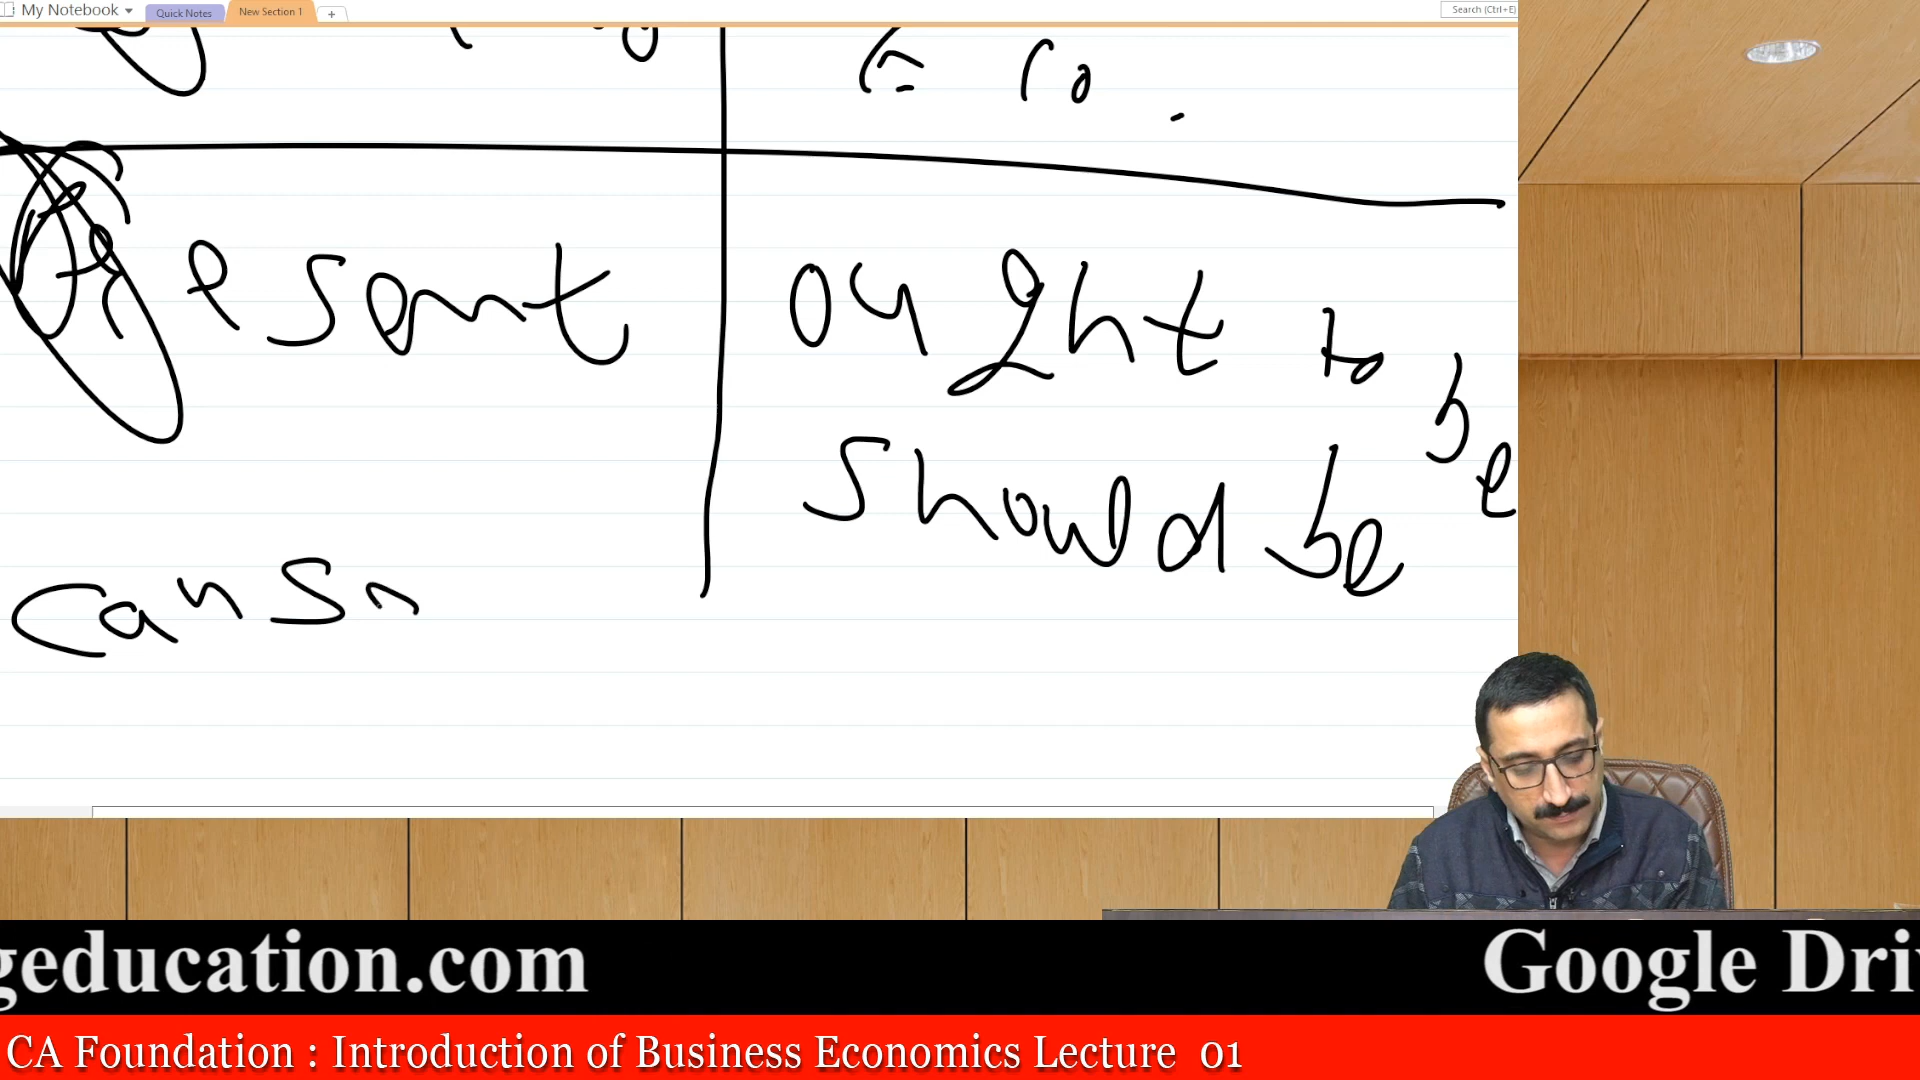 My Notebook
Quick Notes
New Section 1
Search (Ctrl+E)
Present
ought to be
should be
geducation.com
Google Dri
CA Foundation : Introduction of Business Economics Lecture 01